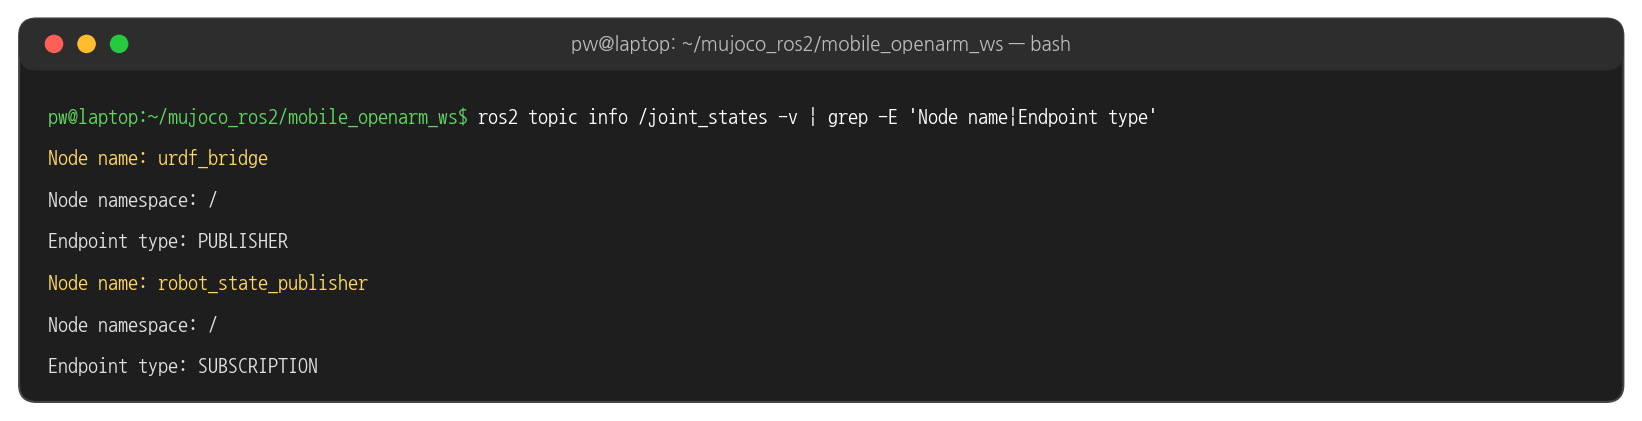 pw@laptop: ~/mujoco_ros2/mobile_openarm_ws — bash
pw@laptop:~/mujoco_ros2/mobile_openarm_ws$ ros2 topic info /joint_states -v | grep -E 'Node name|Endpoint type'
Node name: urdf_bridge
Node namespace: /
Endpoint type: PUBLISHER
Node name: robot_state_publisher
Node namespace: /
Endpoint type: SUBSCRIPTION